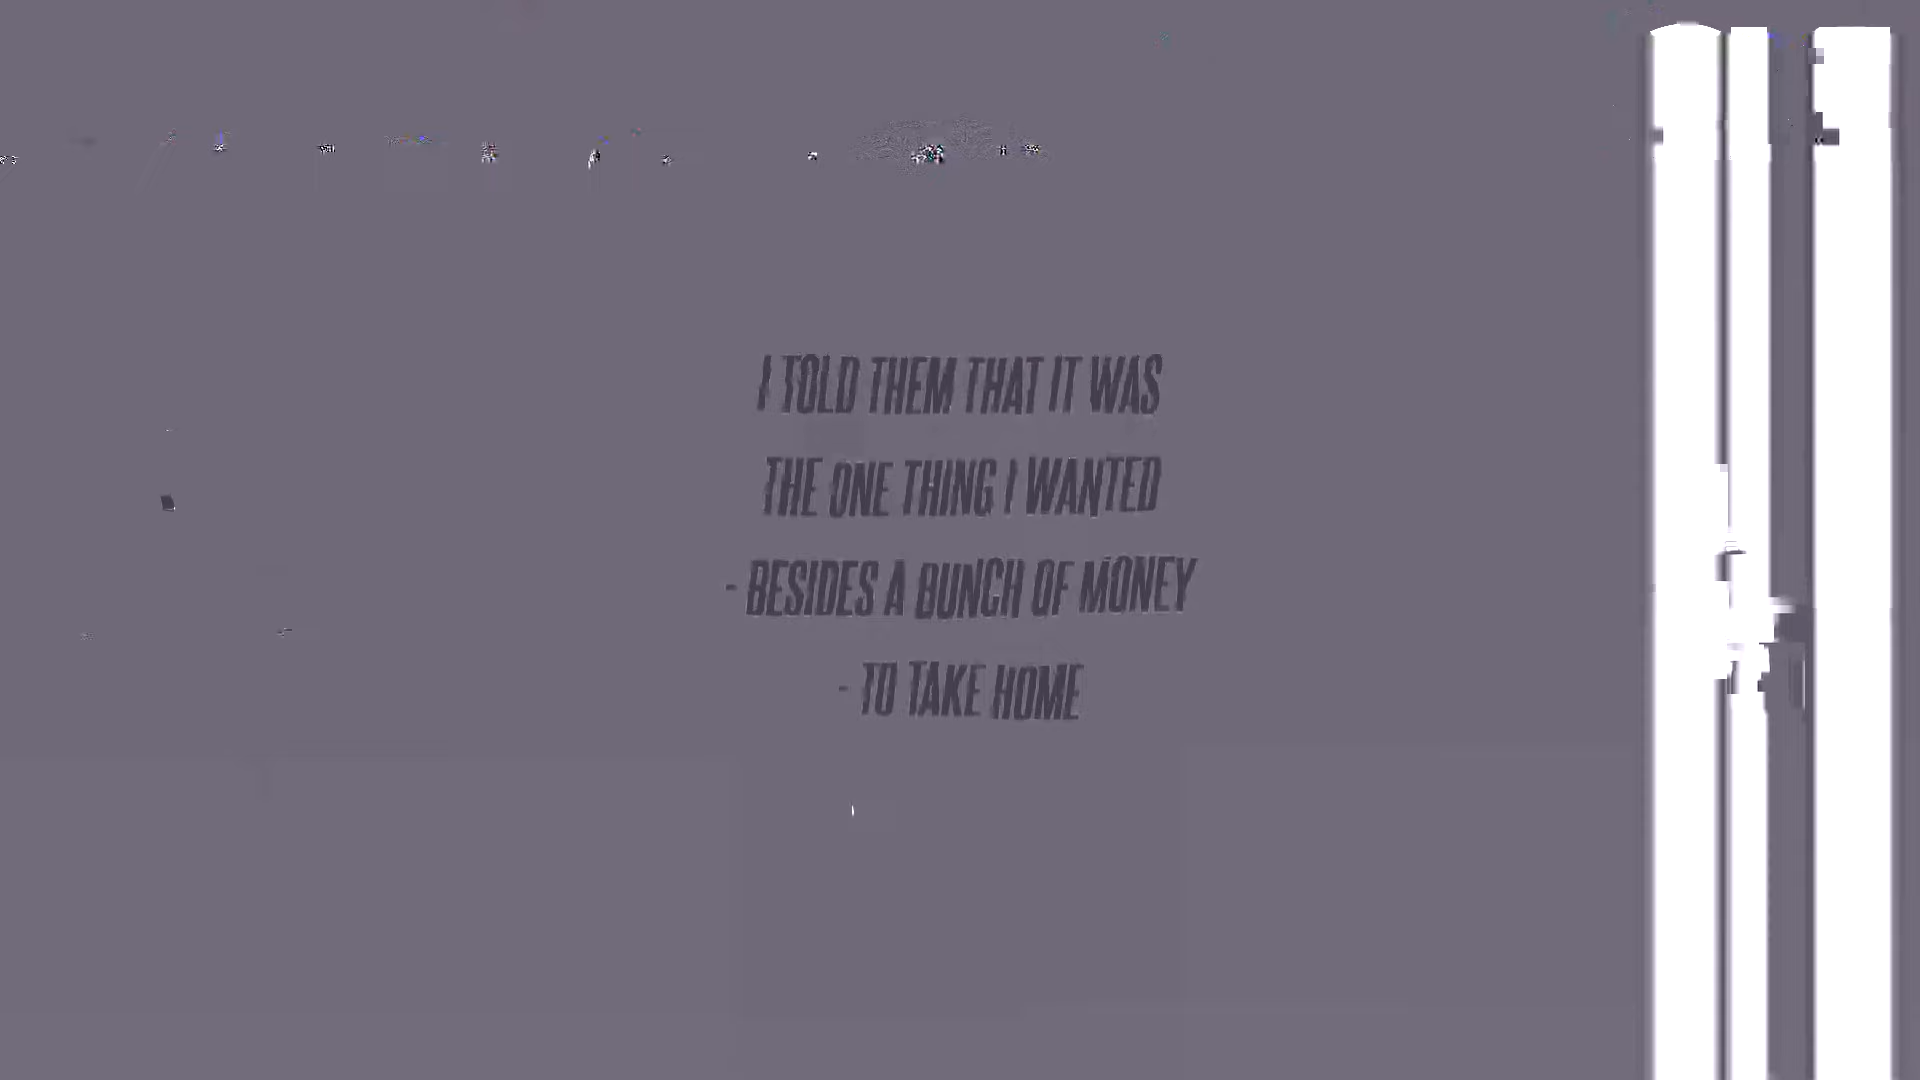 I TOLD THEM THAT IT WAS
THE ONE THING I WANTED
- BESIDES A BUNCH OF MONEY
- TO TAKE HOME